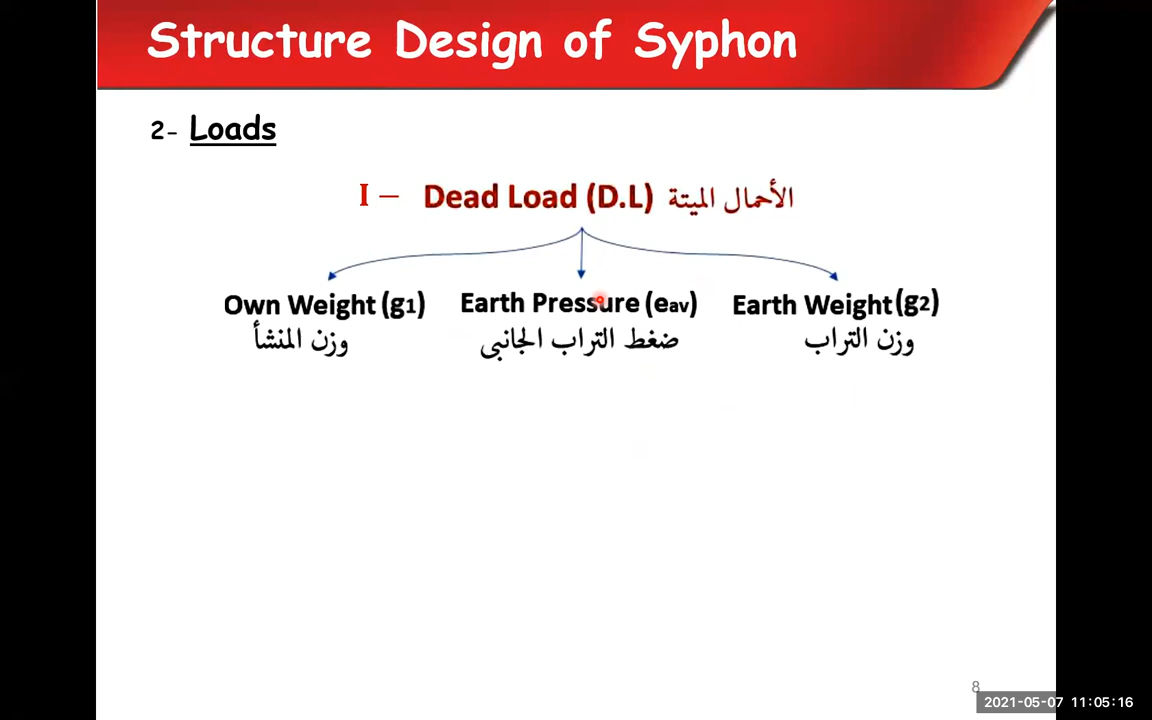 Structure Design of Syphon
2- Loads
I – Dead Load (D.L) الأحمال الميتة
Own Weight (g1) Earth Pressure (eav) Earth Weight (g2)
وزن المنشأ ضغط التراب الجانبى وزن التراب
8
2021-05-07 11:05:16